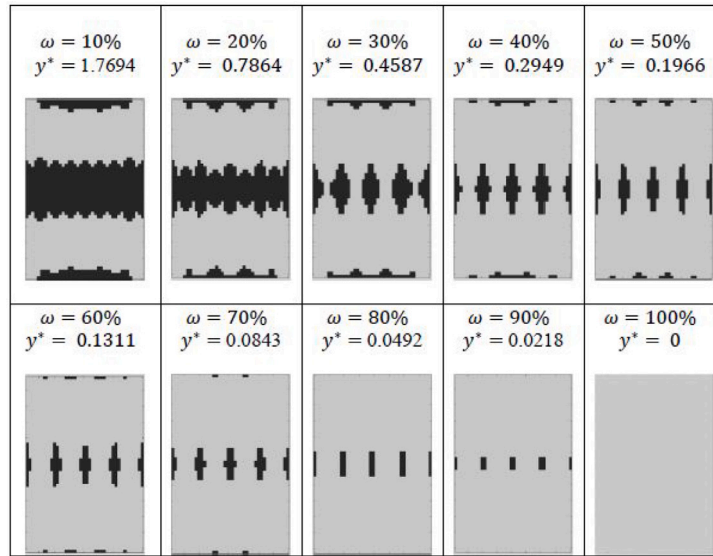 ω = 10%
y* = 1.7694
ω = 20%
y* = 0.7864
ω = 30%
y* = 0.4587
ω = 40%
y* = 0.2949
ω = 50%
y* = 0.1966
ω = 60%
y* = 0.1311
ω = 70%
y* = 0.0843
ω = 80%
y* = 0.0492
ω = 90%
y* = 0.0218
ω = 100%
y* = 0